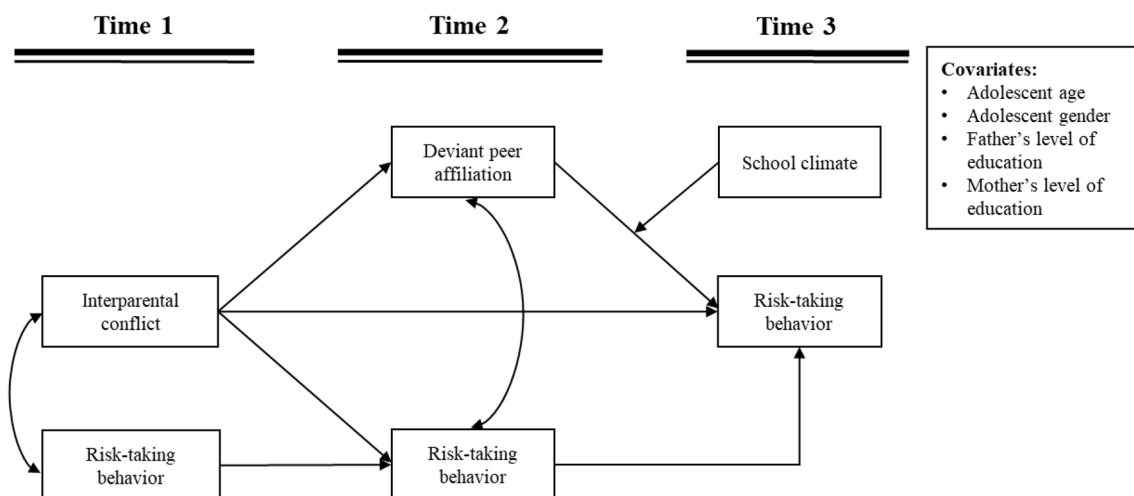 Time 1
Time 2
Time 3
Covariates:
• Adolescent age
• Adolescent gender
• Father's level of
education
• Mother's level of
education
Deviant peer
affiliation
School climate
Interparental
conflict
Risk-taking
behavior
Risk-taking
behavior
Risk-taking
behavior